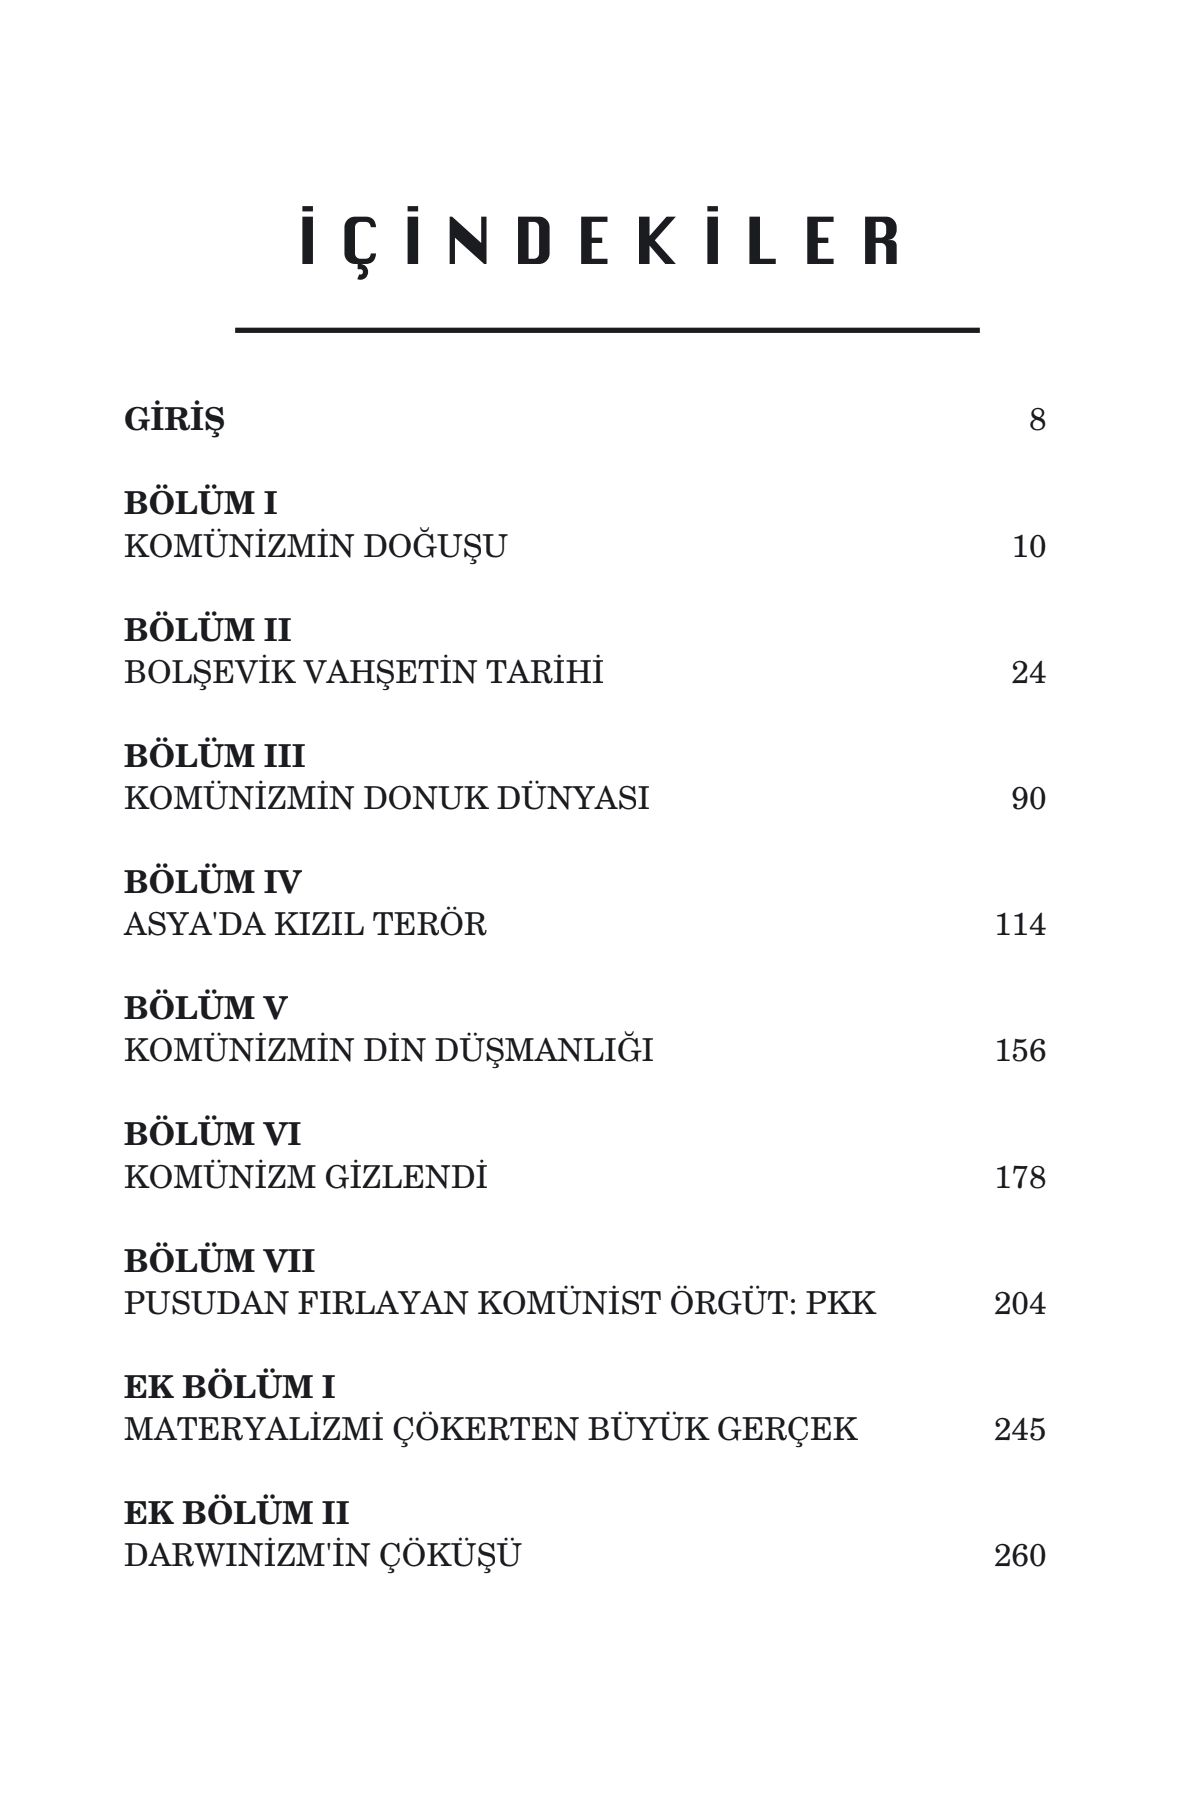 İÇİNDEKİLER
GİRİŞ 8
BÖLÜM I
KOMÜNİZMİN DOĞUŞU 10
BÖLÜM II
BOLŞEVİK VAHŞETİN TARİHİ 24
BÖLÜM III
KOMÜNİZMİN DONUK DÜNYASI 90
BÖLÜM IV
ASYA'DA KIZIL TERÖR 114
BÖLÜM V
KOMÜNİZMİN DİN DÜŞMANLIĞI 156
BÖLÜM VI
KOMÜNİZM GİZLENDİ 178
BÖLÜM VII
PUSUDAN FIRLAYAN KOMÜNİST ÖRGÜT: PKK 204
EK BÖLÜM I
MATERYALİZMİ ÇÖKERTEN BÜYÜK GERÇEK 245
EK BÖLÜM II
DARWINİZM'İN ÇÖKÜŞÜ 260